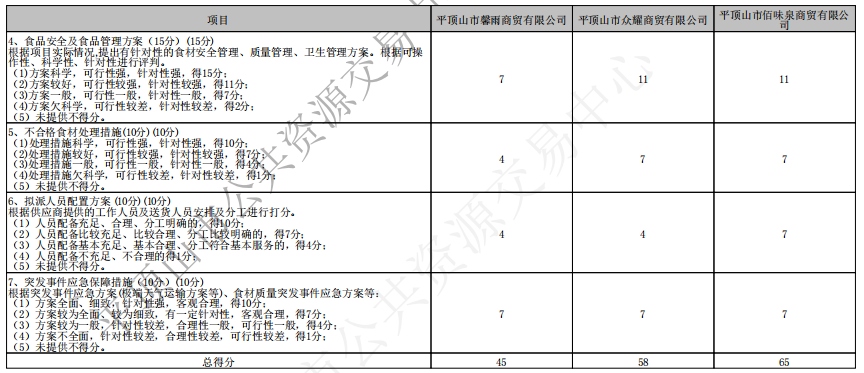 项目 平顶山市馨雨商贸有限公司 平顶山市众耀商贸有限公司 平顶山市佰味泉商贸有限公司
4、食品安全及食品管理方案（15分）(15分)
根据项目实际情况,提出有针对性的食材安全管理、质量管理、卫生管理方案。根据可操
作性、科学性、针对性进行评判。
(1)方案科学，可行性强，针对性强，得15分;
(2)方案较好，可行性较强，针对性较强，得11分;
(3)方案一般，可行性一般，针对性一般，得7分;
(4)方案欠科学，可行性较差，针对性较差，得2分;
(5) 未提供不得分。
7 11 11
5、不合格食材处理措施(10分)(10分)
(1)处理措施科学，可行性强，针对性强，得10分;
(2)处理措施较好，可行性较强，针对性较强，得7分;
(3)处理措施一般，可行性一般，针对性一般，得4分;
(4)处理措施欠科学，可行性较差，针对性较差，得1分;
(5) 未提供不得分。
4 7 7
6、拟派人员配置方案(10分)(10分)
根据供应商提供的工作人员及送货人员安排及分工进行打分。
(1) 人员配备充足、合理、分工明确的，得10分;
(2) 人员配备比较充足、比较合理、分工比较明确的，得7分;
(3) 人员配备基本充足、基本合理、分工符合基本服务的，得4分;
(4) 人员配备不充足、不合理的得1分;
(5) 未提供不得分。
4 4 7
7、突发事件应急保障措施（10分）(10分)
根据突发事件应急方案(极端天气运输方案等)、食材质量突发事件应急方案等:
(1) 方案全面、细致，针对性强，客观合理，得10分;
(2) 方案较为全面、较为细致，有一定针对性，客观合理，得7分;
(3) 方案较为一般，针对性较差，合理性一般，可行性一般，得4分;
(4) 方案不全面，针对性较差，合理性较差，可行性较差，得1分;
(5) 未提供不得分。
7 7 7
总得分 45 58 65